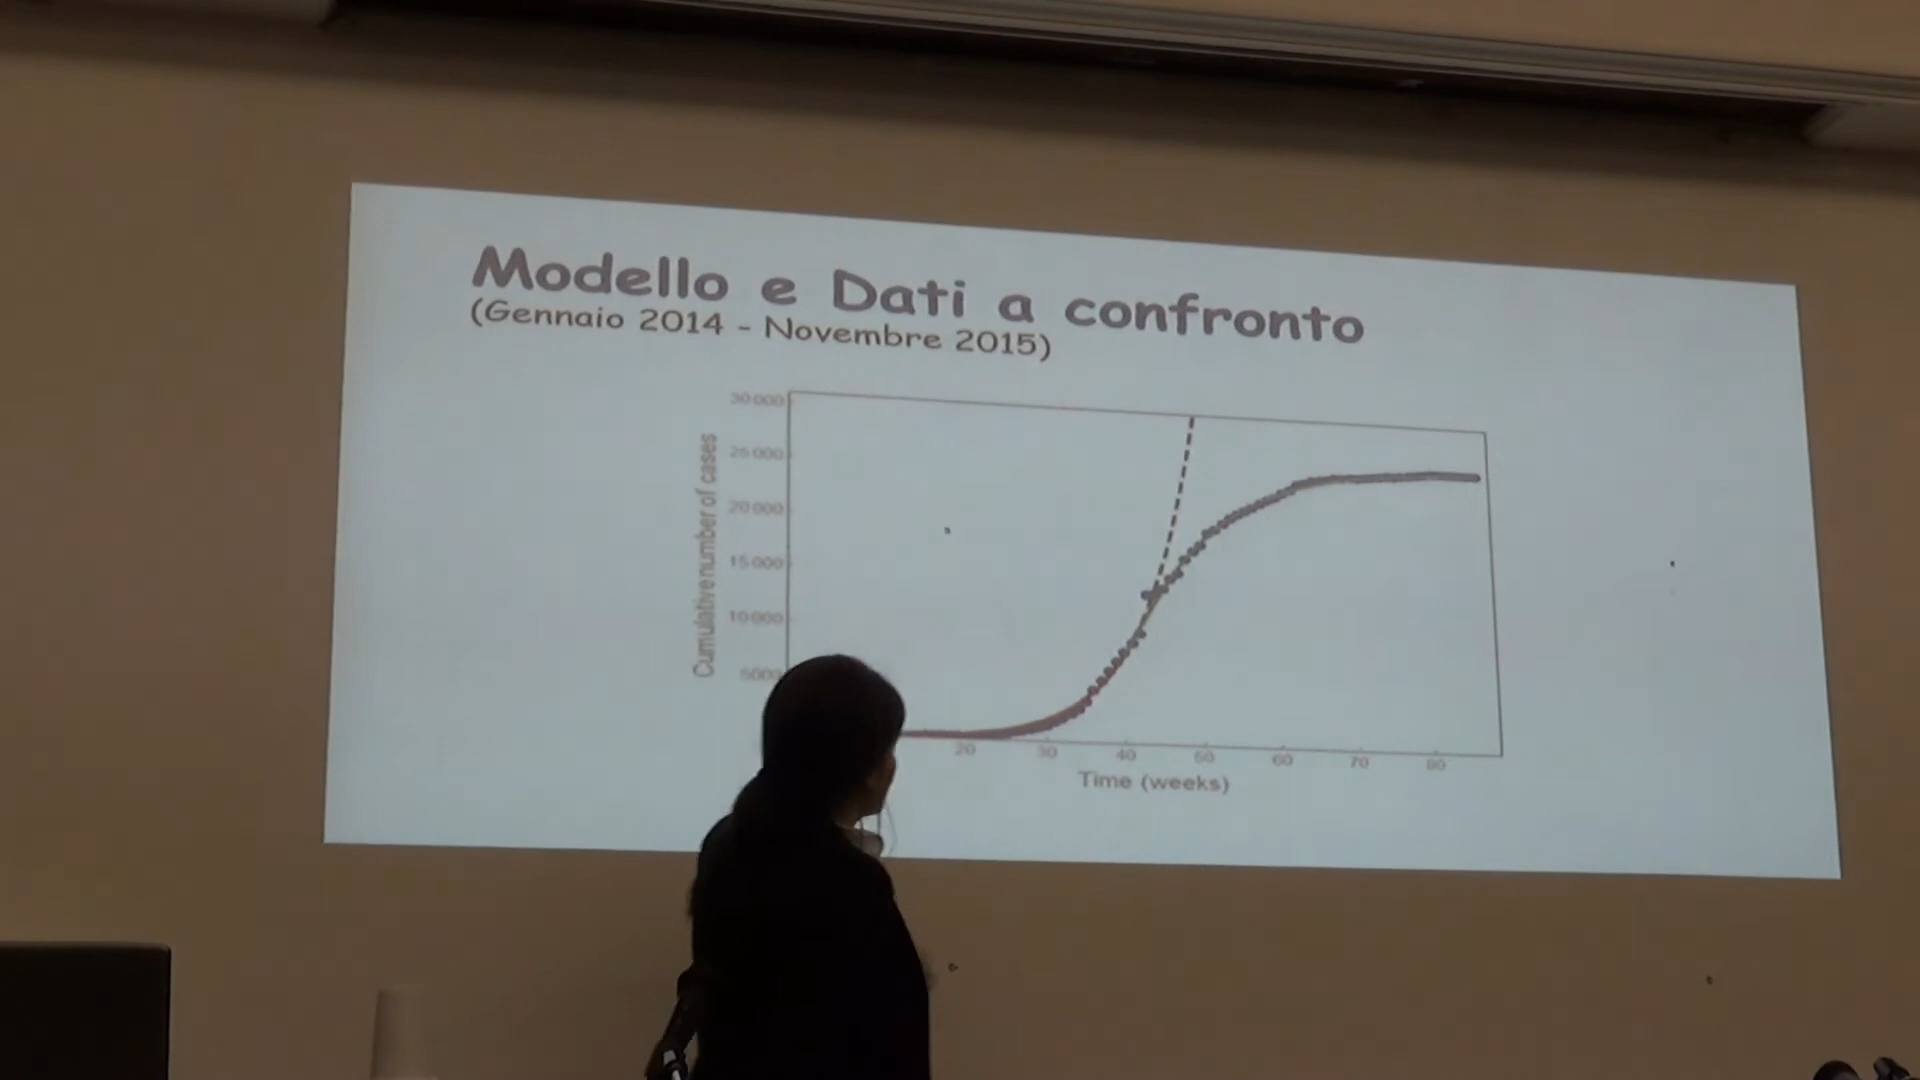 Modello e Dati a confronto
(Gennaio 2014 - Novembre 2015)
30 000
25 000
20 000
15 000
10 000
5000
Cumulative number of cases
20 30 40 50 60 70 80
Time (weeks)